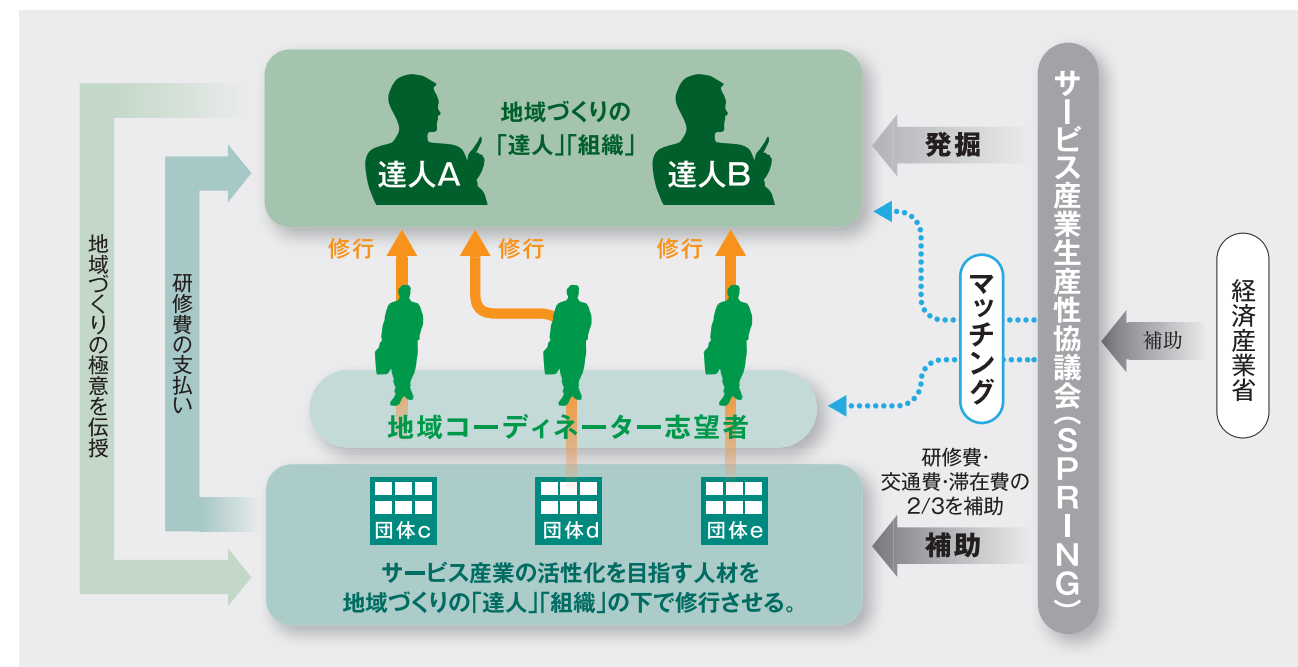 地域づくりの
「達人」「組織」
達人A
達人B
修行
修行
修行
地域コーディネーター志望者
団体c
団体d
団体e
サービス産業の活性化を目指す人材を
地域づくりの「達人」「組織」の下で修行させる。
地域づくりの極意を伝授
研修費の支払い
発掘
マッチング
研修費・
交通費・滞在費の
2/3を補助
補助
サービス産業生産性協議会(SPRING)
補助
経済産業省